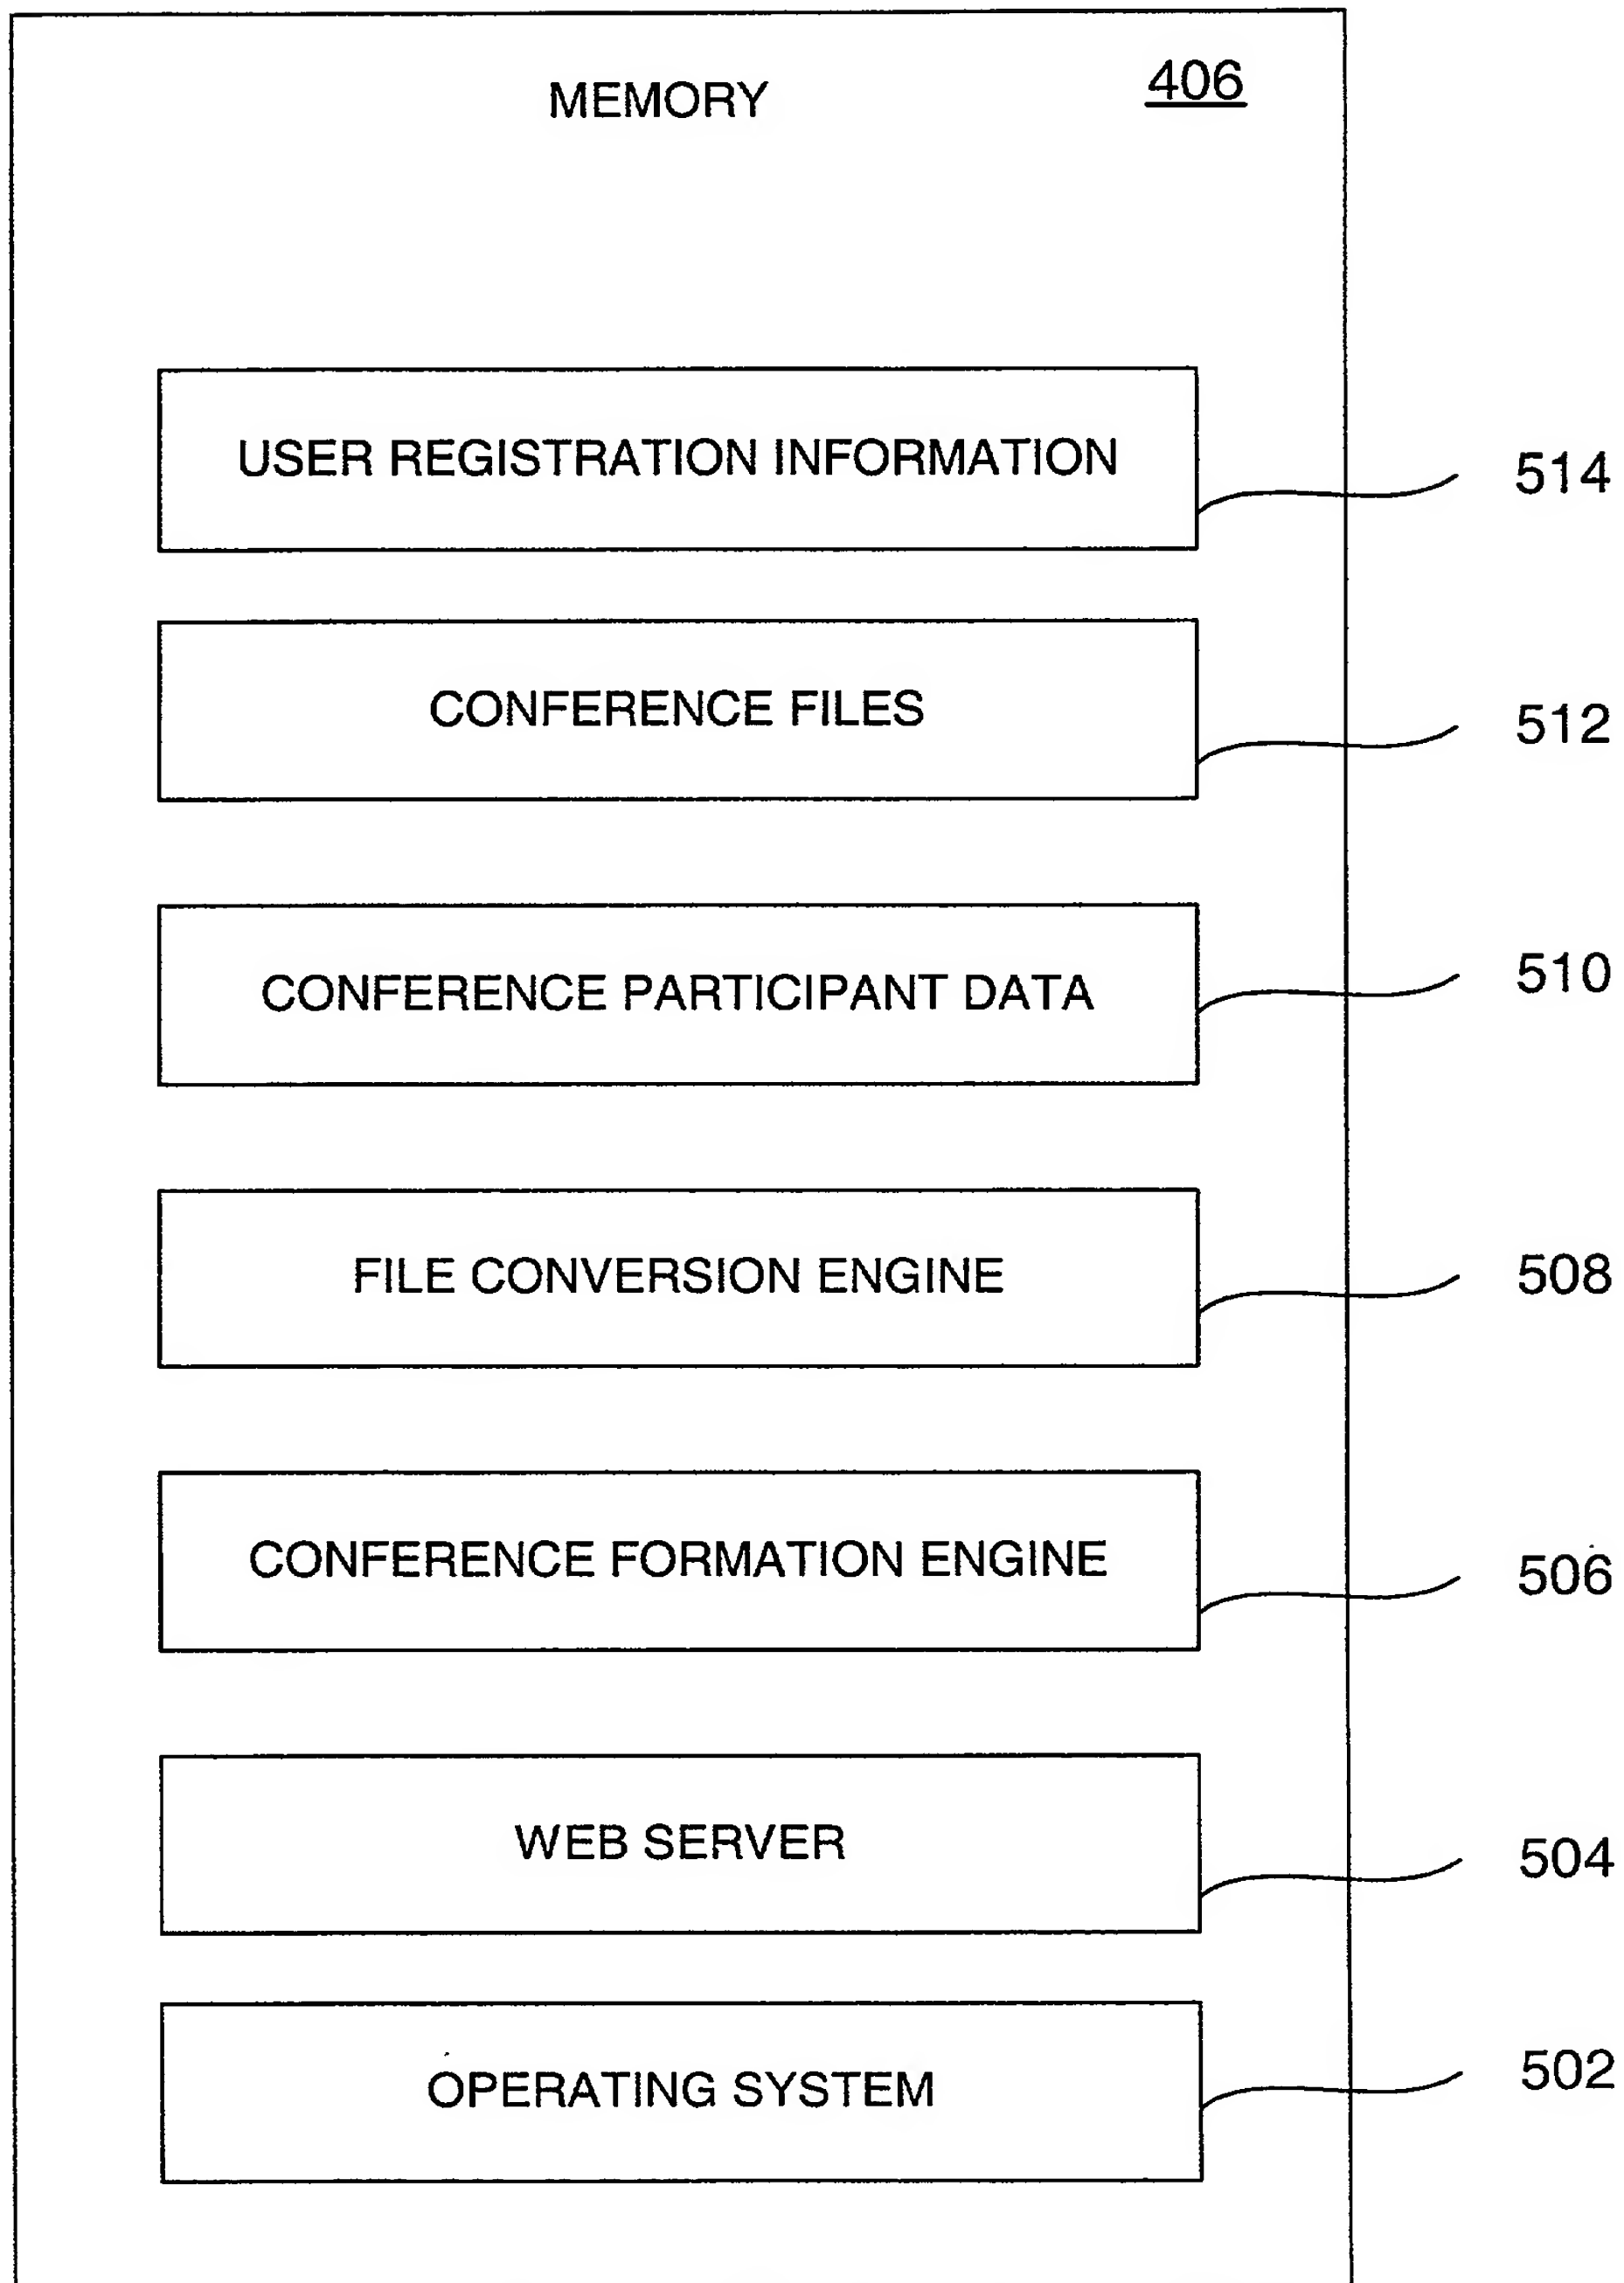 MEMORY 406
USER REGISTRATION INFORMATION
514
CONFERENCE FILES
512
CONFERENCE PARTICIPANT DATA
510
FILE CONVERSION ENGINE
508
CONFERENCE FORMATION ENGINE
506
WEB SERVER
504
OPERATING SYSTEM
502